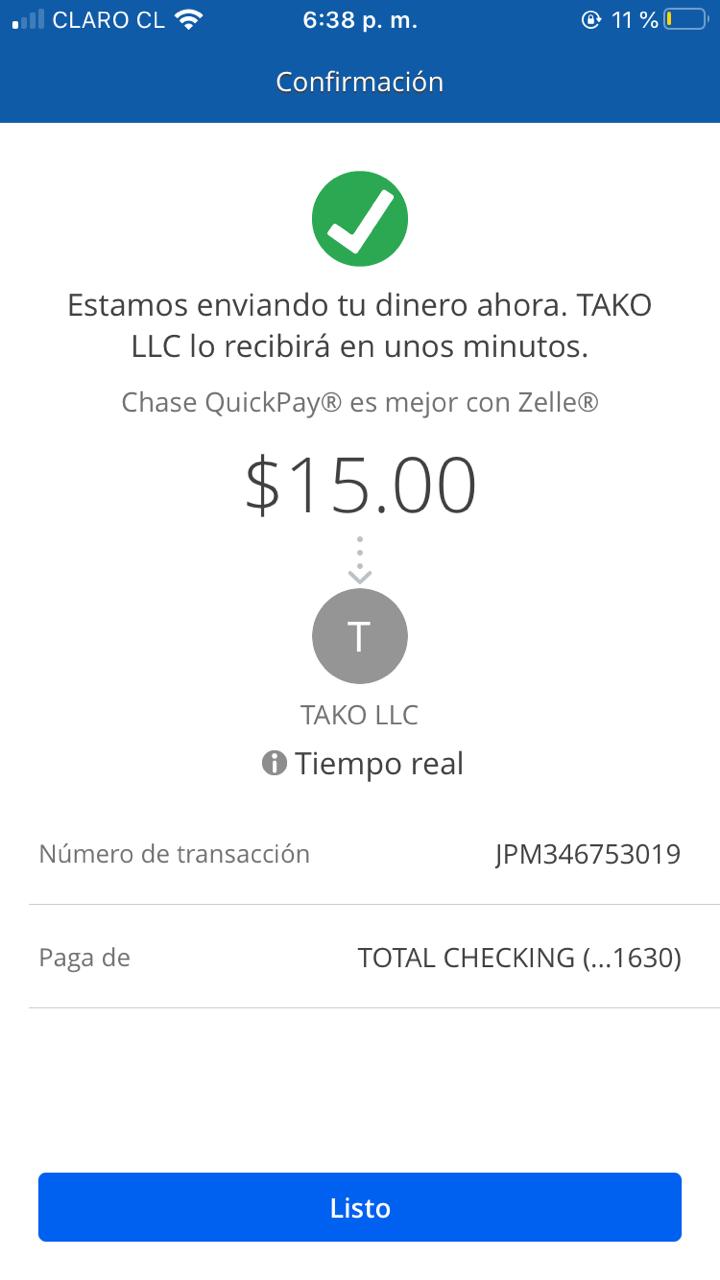 CLARO CL 6:38 p. m. 11 %
Confirmación
Estamos enviando tu dinero ahora. TAKO
LLC lo recibirá en unos minutos.
Chase QuickPay® es mejor con Zelle®
$15.00
T
TAKO LLC
Tiempo real
Número de transacción JPM346753019
Paga de TOTAL CHECKING (...1630)
Listo